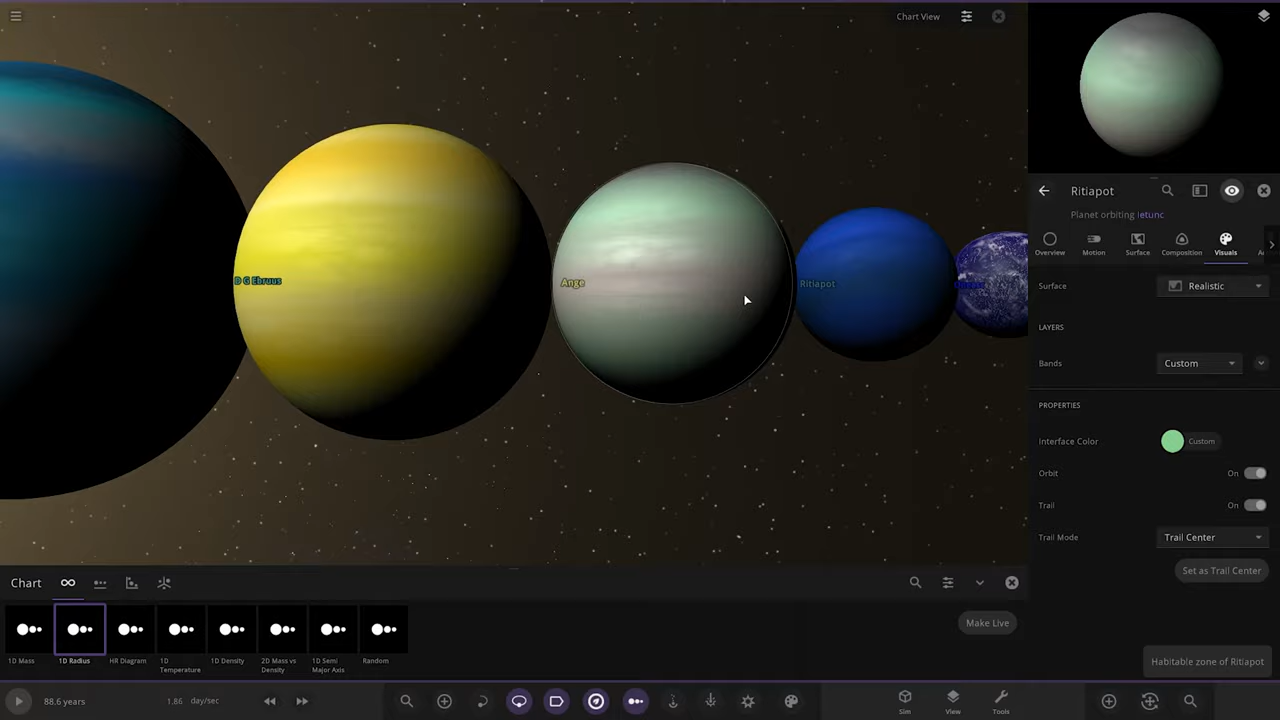 Chart View
D G Ebruus
Ange
Ritiapot
Ritiapot
Planet orbiting Ietunc
Overview
Motion
Surface
Composition
Visuals
Surface
Realistic
LAYERS
Bands
Custom
PROPERTIES
Interface Color
Custom
Orbit
On
Trail
On
Trail Mode
Trail Center
Set as Trail Center
Habitable zone of Ritiapot
Chart
Make Live
1D Mass
1D Radius
HR Diagram
1D
Temperature
1D Density
2D Mass vs
Density
1D Semi
Major Axis
Random
88.6 years
1.86 day/sec
Sim
View
Tools